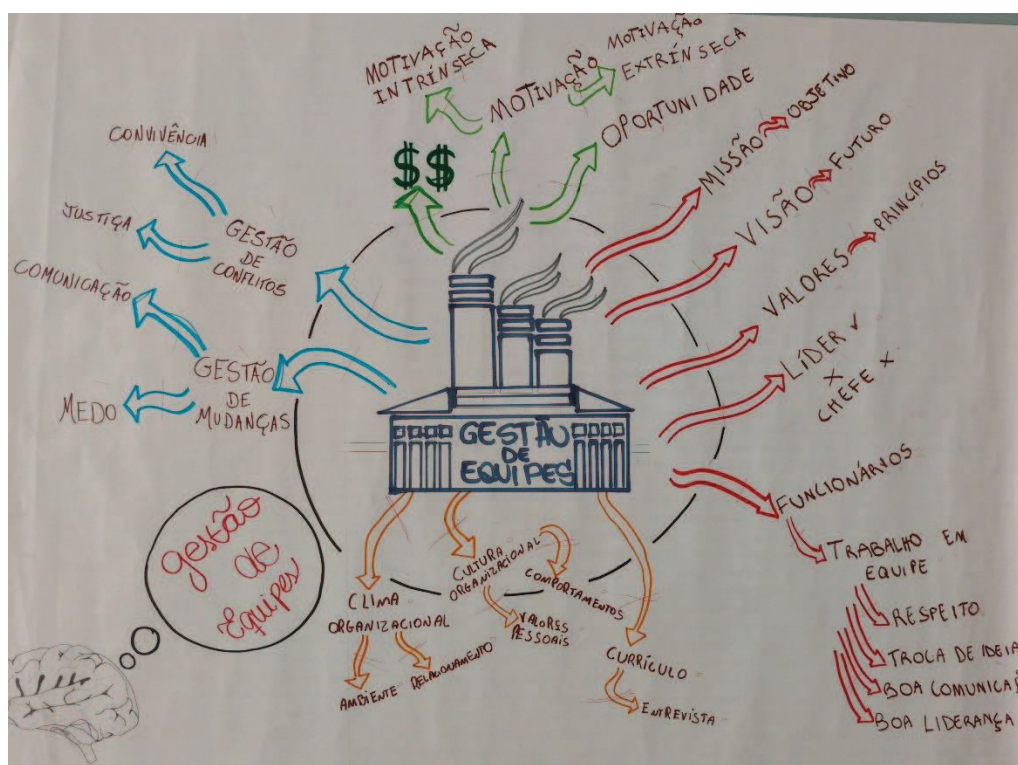 MOTIVAÇÃO
INTRÍNSECA
MOTIVAÇÃO
MOTIVAÇÃO
EXTRÍNSECA
OPORTUNIDADE
$$
MISSÃO
OBJETIVO
VISÃO
FUTURO
VALORES
PRINCÍPIOS
LÍDER ✓
X
CHEFE X
FUNCIONÁRIOS
TRABALHO EM
EQUIPE
RESPEITO
TROCA DE IDEIA
BOA COMUNICAÇÃ
BOA LIDERANÇA
CONVIVÊNCIA
JUSTIÇA
GESTÃO
DE
CONFLITOS
COMUNICAÇÃO
GESTÃO
DE
MUDANÇAS
MEDO
GESTÃO
DE
EQUIPES
CLIMA
ORGANIZACIONAL
AMBIENTE
RELACIONAMENTO
CULTURA
ORGANIZACIONAL
VALORES
PESSOAIS
COMPORTAMENTOS
CURRÍCULO
ENTREVISTA
Gestão
de
Equipes